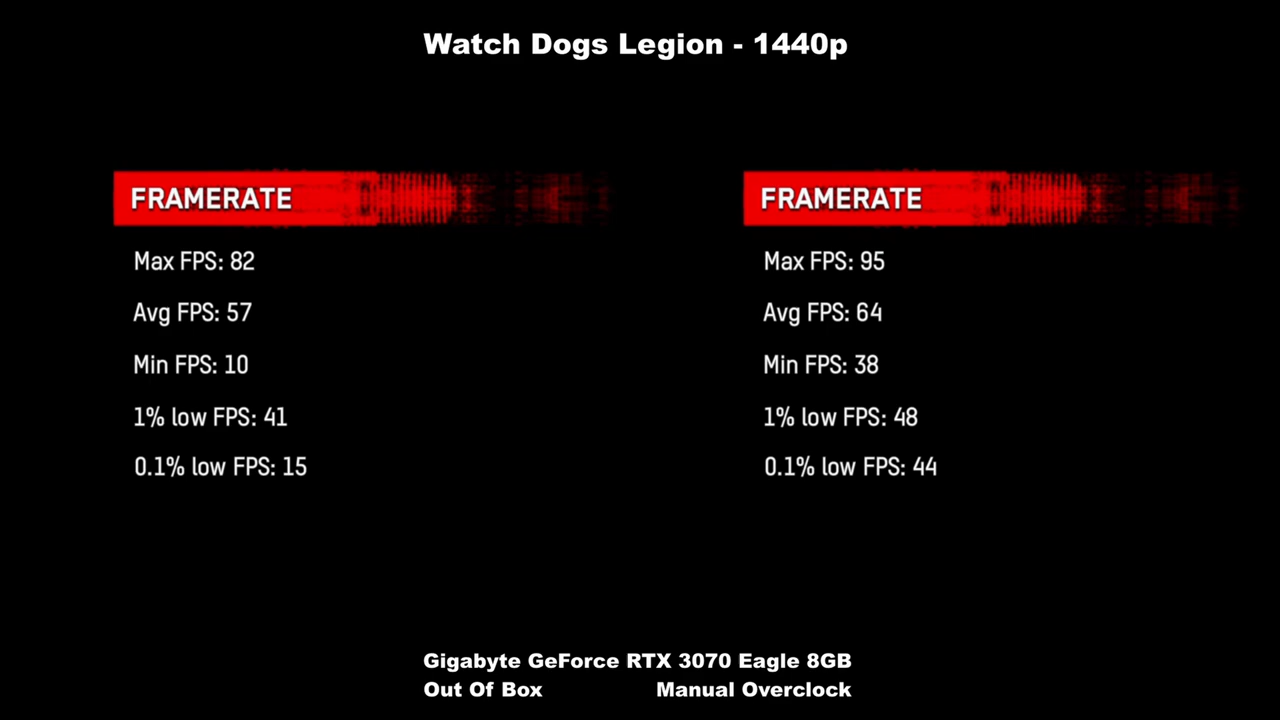 Watch Dogs Legion - 1440p
FRAMERATE
Max FPS: 82
Avg FPS: 57
Min FPS: 10
1% low FPS: 41
0.1% low FPS: 15
FRAMERATE
Max FPS: 95
Avg FPS: 64
Min FPS: 38
1% low FPS: 48
0.1% low FPS: 44
Gigabyte GeForce RTX 3070 Eagle 8GB
Out Of Box Manual Overclock